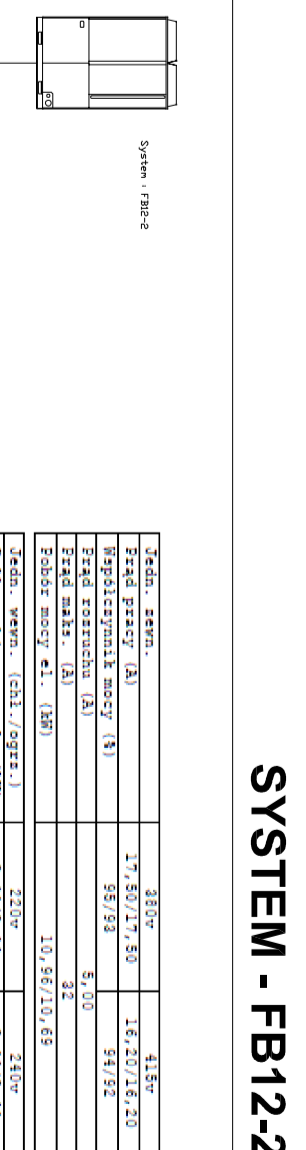 SYSTEM - FB12-2
System : FB12-2
Jedn. zewn. 380v 415v
Prąd pracy (A) 17,50/17,50 16,20/16,20
Współczynnik mocy (%) 95/93 94/92
Prąd rozruchu (A) 5,00
Prąd maks. (A) 32
Pobór mocy el. (kW) 10,96/10,69
Jedn. wewn. (chł./ogrz.) 220v 240v